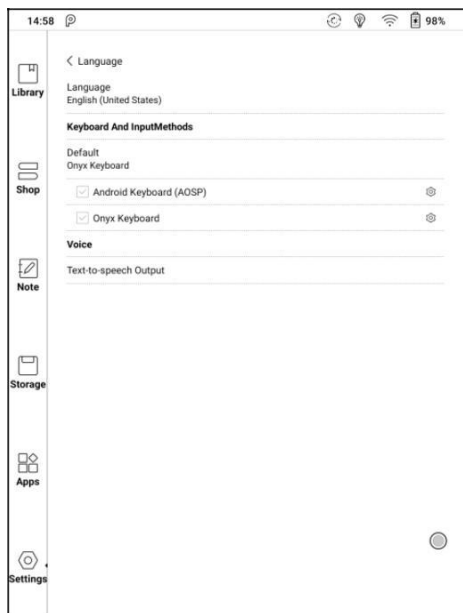 14:58
98%
Language
Language
English (United States)
Keyboard And InputMethods
Default
Onyx Keyboard
Android Keyboard (AOSP)
Onyx Keyboard
Voice
Text-to-speech Output
Library
Shop
Note
Storage
Apps
Settings